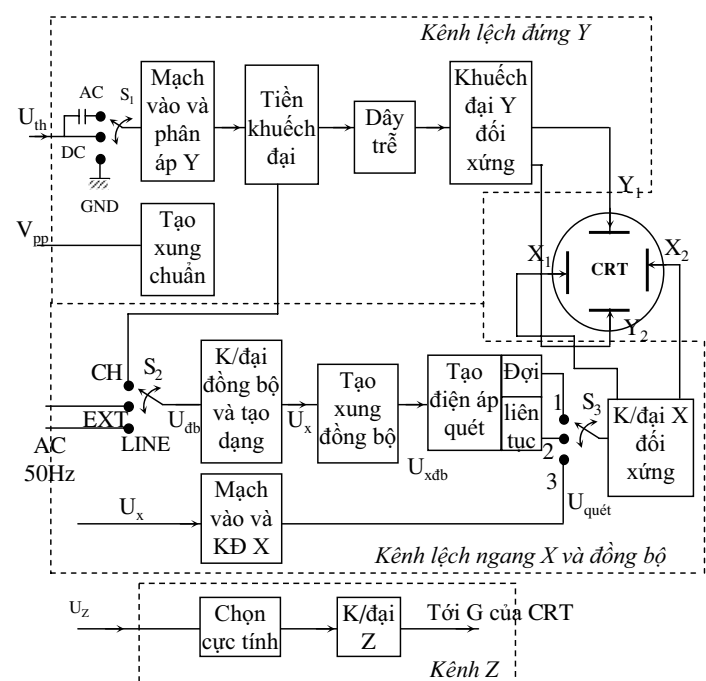 Kênh lệch đứng Y
AC
S1
Uth
DC
GND
Mạch
vào và
phân
áp Y
Tiền
khuếch
đại
Dây
trễ
Khuếch
đại Y
đối
xứng
Y1
Vpp
Tạo
xung
chuẩn
X1
CRT
X2
Y2
CH
S2
EXT
LINE
AC
50Hz
Uđb
K/đại
đồng bộ
và tạo
dạng
Ux
Tạo
xung
đồng bộ
Uxđb
Tạo
điện áp
quét
Đợi
liên
tục
1
2
3
S3
Uquét
K/đại X
đối
xứng
Ux
Mạch
vào và
KĐ X
Kênh lệch ngang X và đồng bộ
UZ
Chọn
cực tính
K/đại
Z
Tới G của CRT
Kênh Z